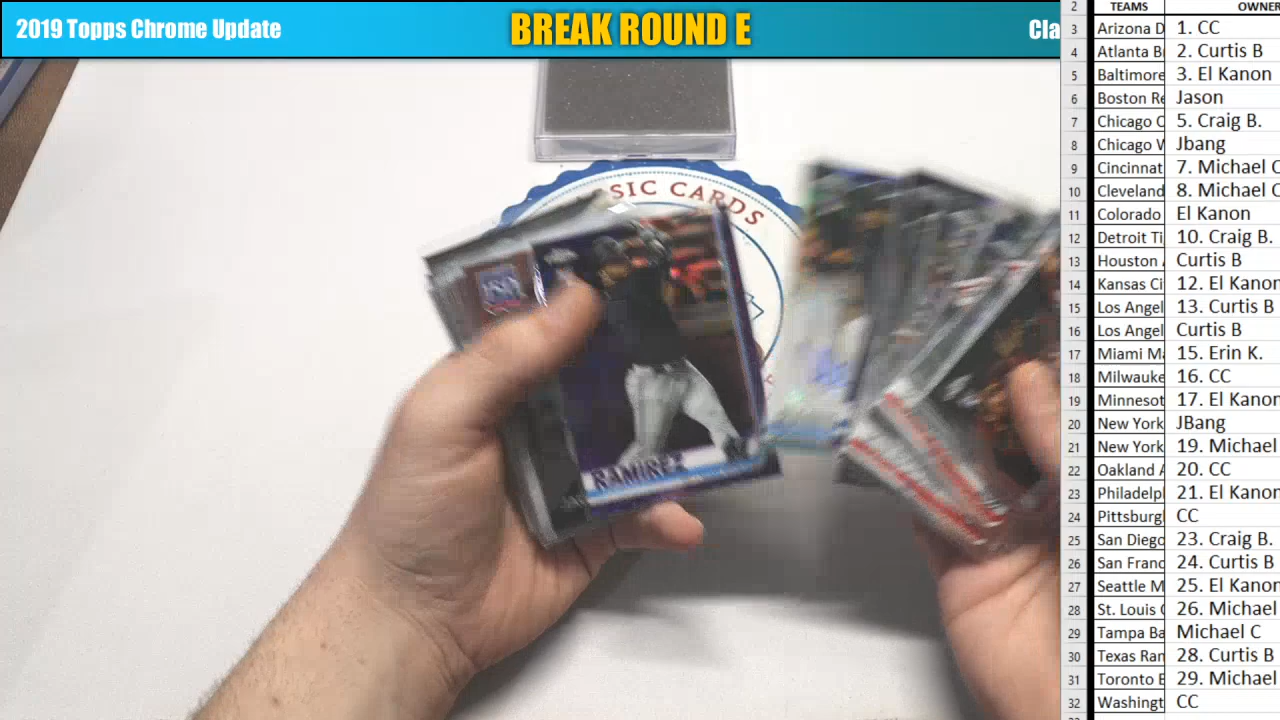 2019 Topps Chrome Update
BREAK ROUND E
Cla
SIC CARDS
RAMIREZ
2 TEAMS OWNER
3 Arizona D 1. CC
4 Atlanta B 2. Curtis B
5 Baltimore 3. El Kanon
6 Boston Re Jason
7 Chicago C 5. Craig B.
8 Chicago W Jbang
9 Cincinnat 7. Michael C
10 Cleveland 8. Michael C
11 Colorado El Kanon
12 Detroit Ti 10. Craig B.
13 Houston A Curtis B
14 Kansas Ci 12. El Kanon
15 Los Angel 13. Curtis B
16 Los Angel Curtis B
17 Miami Ma 15. Erin K.
18 Milwauke 16. CC
19 Minnesot 17. El Kanon
20 New York JBang
21 New York 19. Michael
22 Oakland A 20. CC
23 Philadelp 21. El Kanon
24 Pittsburg CC
25 San Diego 23. Craig B.
26 San Franc 24. Curtis B
27 Seattle M 25. El Kanon
28 St. Louis C 26. Michael
29 Tampa Ba Michael C
30 Texas Ran 28. Curtis B
31 Toronto B 29. Michael
32 Washingt CC